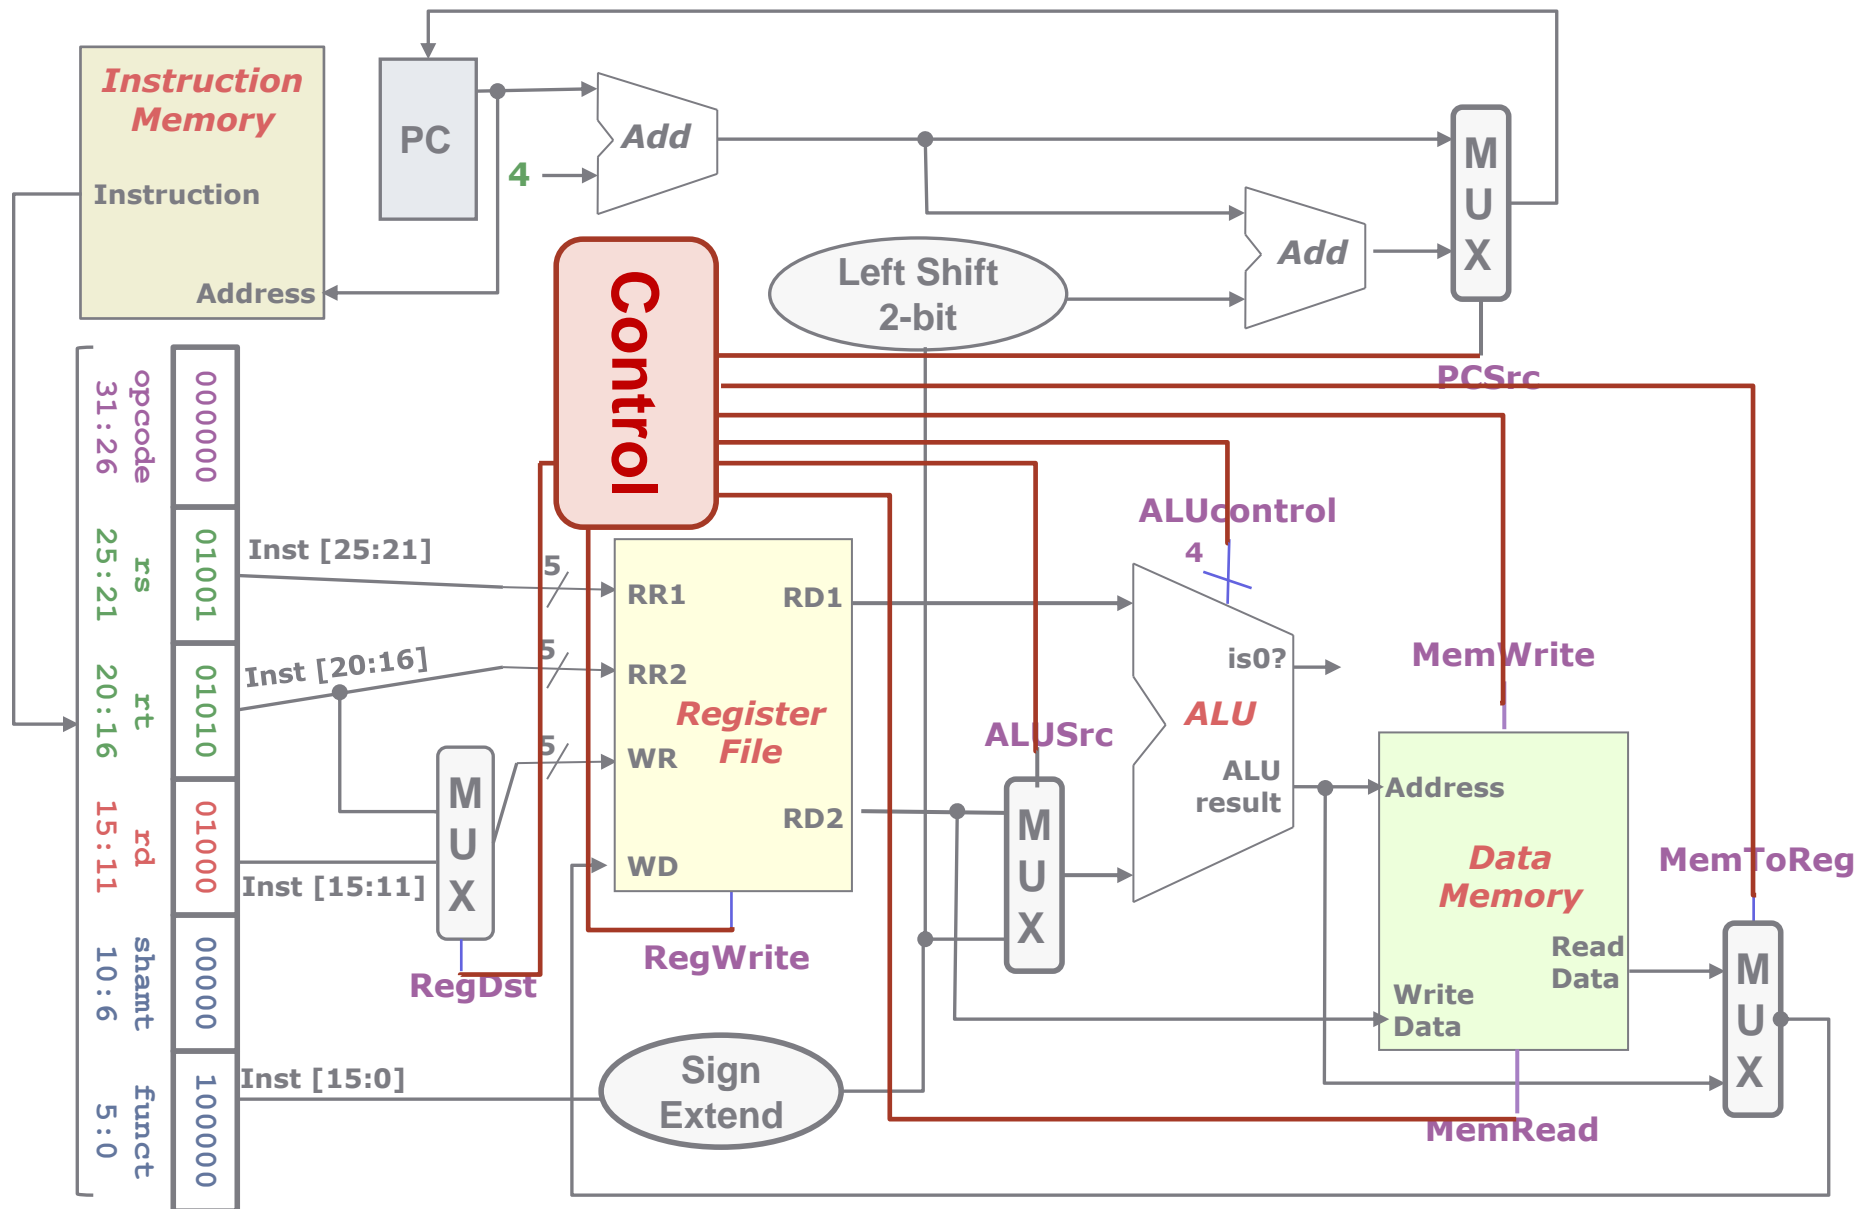 Instruction
Memory
Instruction
Address
PC
4
Add
Add
M
U
X
Left Shift
2-bit
Control
PCSrc
opcode
31:26
000000
rs
25:21
01001
rt
20:16
01010
rd
15:11
01000
shamt
10:6
00000
funct
5:0
100000
Inst [25:21]
Inst [20:16]
Inst [15:11]
Inst [15:0]
5
5
5
M
U
X
RegDst
RR1
RR2
WR
WD
RD1
RD2
Register
File
RegWrite
Sign
Extend
ALUSrc
M
U
X
ALUcontrol
4
is0?
ALU
ALU
result
MemWrite
Address
Data
Memory
Read
Data
Write
Data
MemRead
MemToReg
M
U
X